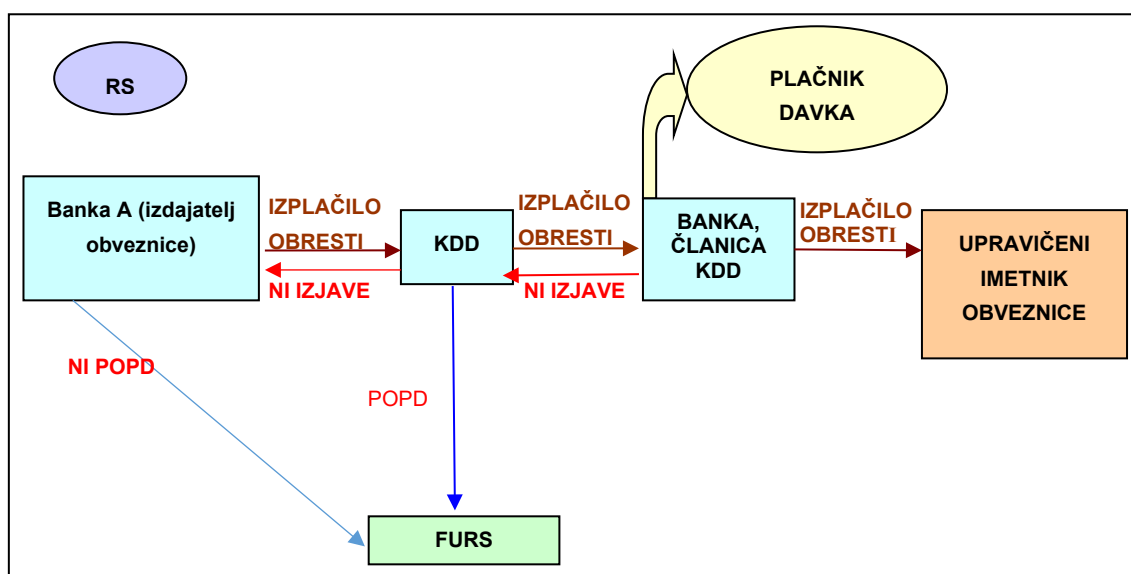 RS
PLAČNIK
DAVKA
Banka A (izdajatelj
obveznice)
IZPLAČILO
OBRESTI
NI IZJAVE
KDD
IZPLAČILO
OBRESTI
NI IZJAVE
BANKA,
ČLANICA
KDD
IZPLAČILO
OBRESTI
UPRAVIČENI
IMETNIK
OBVEZNICE
NI POPD
POPD
FURS